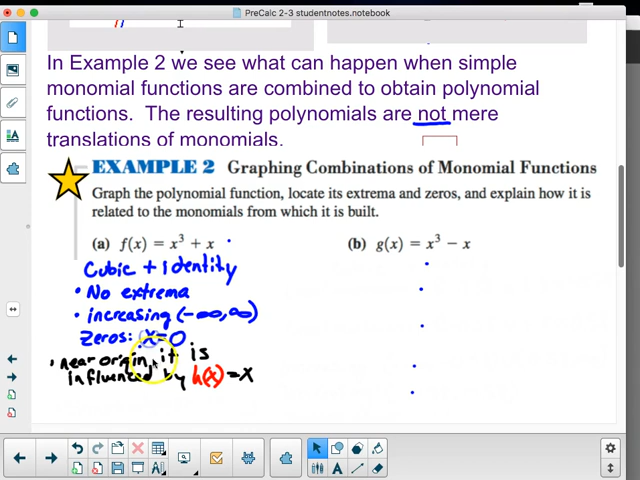 PreCalc 2-3 studentnotes.notebook
In Example 2 we see what can happen when simple
monomial functions are combined to obtain polynomial
functions. The resulting polynomials are not mere
translations of monomials.
EXAMPLE 2 Graphing Combinations of Monomial Functions
Graph the polynomial function, locate its extrema and zeros, and explain how it is
related to the monomials from which it is built.
(a) f(x) = x³ + x (b) g(x) = x³ − x
Cubic + identity
• No extrema
• increasing (-∞,∞)
Zeros: x=0
• near origin it is
influenced by h(x) = x